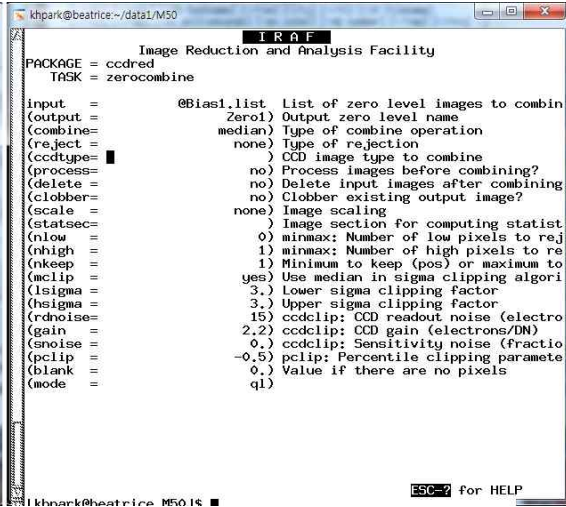 khpark@beatrice:~/data1/M50
I R A F
Image Reduction and Analysis Facility
PACKAGE = ccdred
TASK = zerocombine
input = @Bias1.list List of zero level images to combin
(output = Zero1) Output zero level name
(combine= median) Type of combine operation
(reject = none) Type of rejection
(ccdtype= ) CCD image type to combine
(process= no) Process images before combining?
(delete = no) Delete input images after combining
(clobber= no) Clobber existing output image?
(scale = none) Image scaling
(statsec= ) Image section for computing statist
(nlow = 0) minmax: Number of low pixels to rej
(nhigh = 1) minmax: Number of high pixels to re
(nkeep = 1) Minimum to keep (pos) or maximum to
(mclip = yes) Use median in sigma clipping algori
(lsigma = 3.) Lower sigma clipping factor
(hsigma = 3.) Upper sigma clipping factor
(rdnoise= 15) ccdclip: CCD readout noise (electro
(gain = 2.2) ccdclip: CCD gain (electrons/DN)
(snoise = 0.) ccdclip: Sensitivity noise (fractio
(pclip = -0.5) pclip: Percentile clipping paramete
(blank = 0.) Value if there are no pixels
(mode = ql)
ESC-? for HELP
[khpark@beatrice M50]$